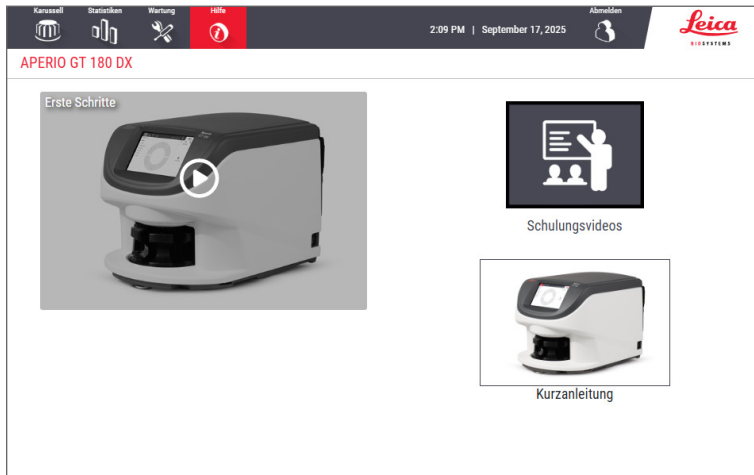 Karussell Statistiken Wartung Hilfe Abmelden
2:09 PM | September 17, 2025
Leica
BIOSYSTEMS
APERIO GT 180 DX
Erste Schritte
Schulungsvideos
Kurzanleitung